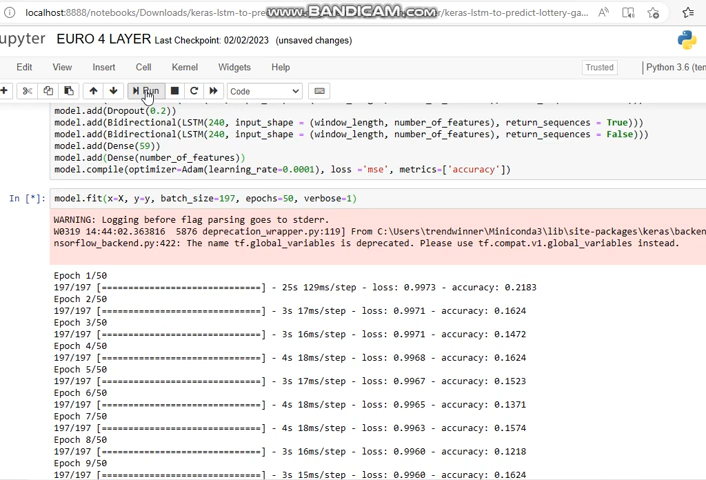 localhost:8888/notebooks/Downloads/keras-lstm-to-pre
www.BANDICAM.com
/keras-lstm-to-predict-lottery-ga...
upyter EURO 4 LAYER Last Checkpoint: 02/02/2023 (unsaved changes)
Edit View Insert Cell Kernel Widgets Help Trusted Python 3.6 (te
Run Code
model.add(Dropout(0.2))
model.add(Bidirectional(LSTM(240, input_shape = (window_length, number_of_features), return_sequences = True)))
model.add(Bidirectional(LSTM(240, input_shape = (window_length, number_of_features), return_sequences = False)))
model.add(Dense(59))
model.add(Dense(number_of_features))
model.compile(optimizer=Adam(learning_rate=0.0001), loss ='mse', metrics=['accuracy'])
In [*]: model.fit(x=X, y=y, batch_size=197, epochs=50, verbose=1)
WARNING: Logging before flag parsing goes to stderr.
W0319 14:44:02.363816 5876 deprecation_wrapper.py:119] From C:\Users\trendwinner\Miniconda3\lib\site-packages\keras\backen
nsorflow_backend.py:422: The name tf.global_variables is deprecated. Please use tf.compat.v1.global_variables instead.
Epoch 1/50
197/197 [==============================] - 25s 129ms/step - loss: 0.9973 - accuracy: 0.2183
Epoch 2/50
197/197 [==============================] - 3s 17ms/step - loss: 0.9971 - accuracy: 0.1624
Epoch 3/50
197/197 [==============================] - 3s 16ms/step - loss: 0.9971 - accuracy: 0.1472
Epoch 4/50
197/197 [==============================] - 4s 18ms/step - loss: 0.9968 - accuracy: 0.1624
Epoch 5/50
197/197 [==============================] - 3s 17ms/step - loss: 0.9967 - accuracy: 0.1523
Epoch 6/50
197/197 [==============================] - 4s 18ms/step - loss: 0.9965 - accuracy: 0.1371
Epoch 7/50
197/197 [==============================] - 4s 18ms/step - loss: 0.9963 - accuracy: 0.1574
Epoch 8/50
197/197 [==============================] - 3s 16ms/step - loss: 0.9960 - accuracy: 0.1218
Epoch 9/50
197/197 [==============================] - 3s 15ms/step - loss: 0.9960 - accuracy: 0.1624